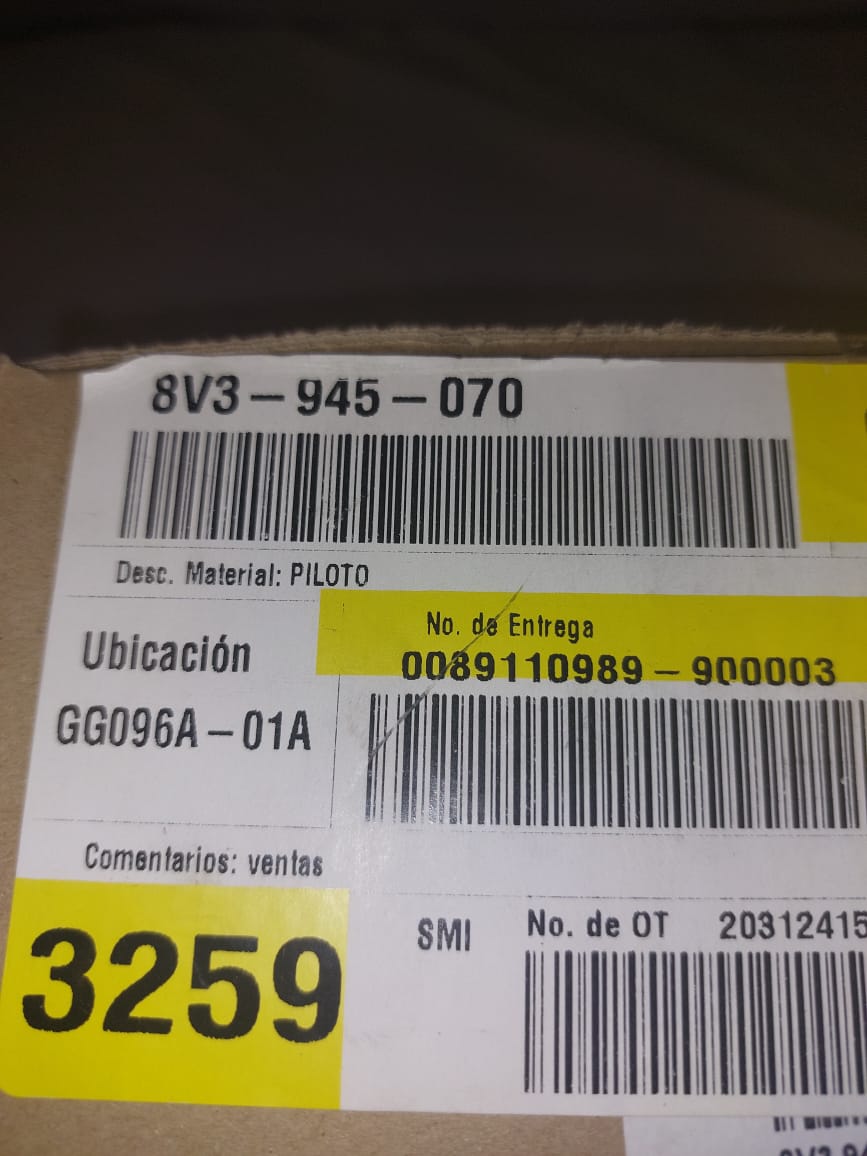 8V3-945-070
Desc. Material: PILOTO
No. de Entrega
0089110989-900003
Ubicación
GG096A-01A
Comentarios: ventas
3259
SMI
No. de OT 20312415